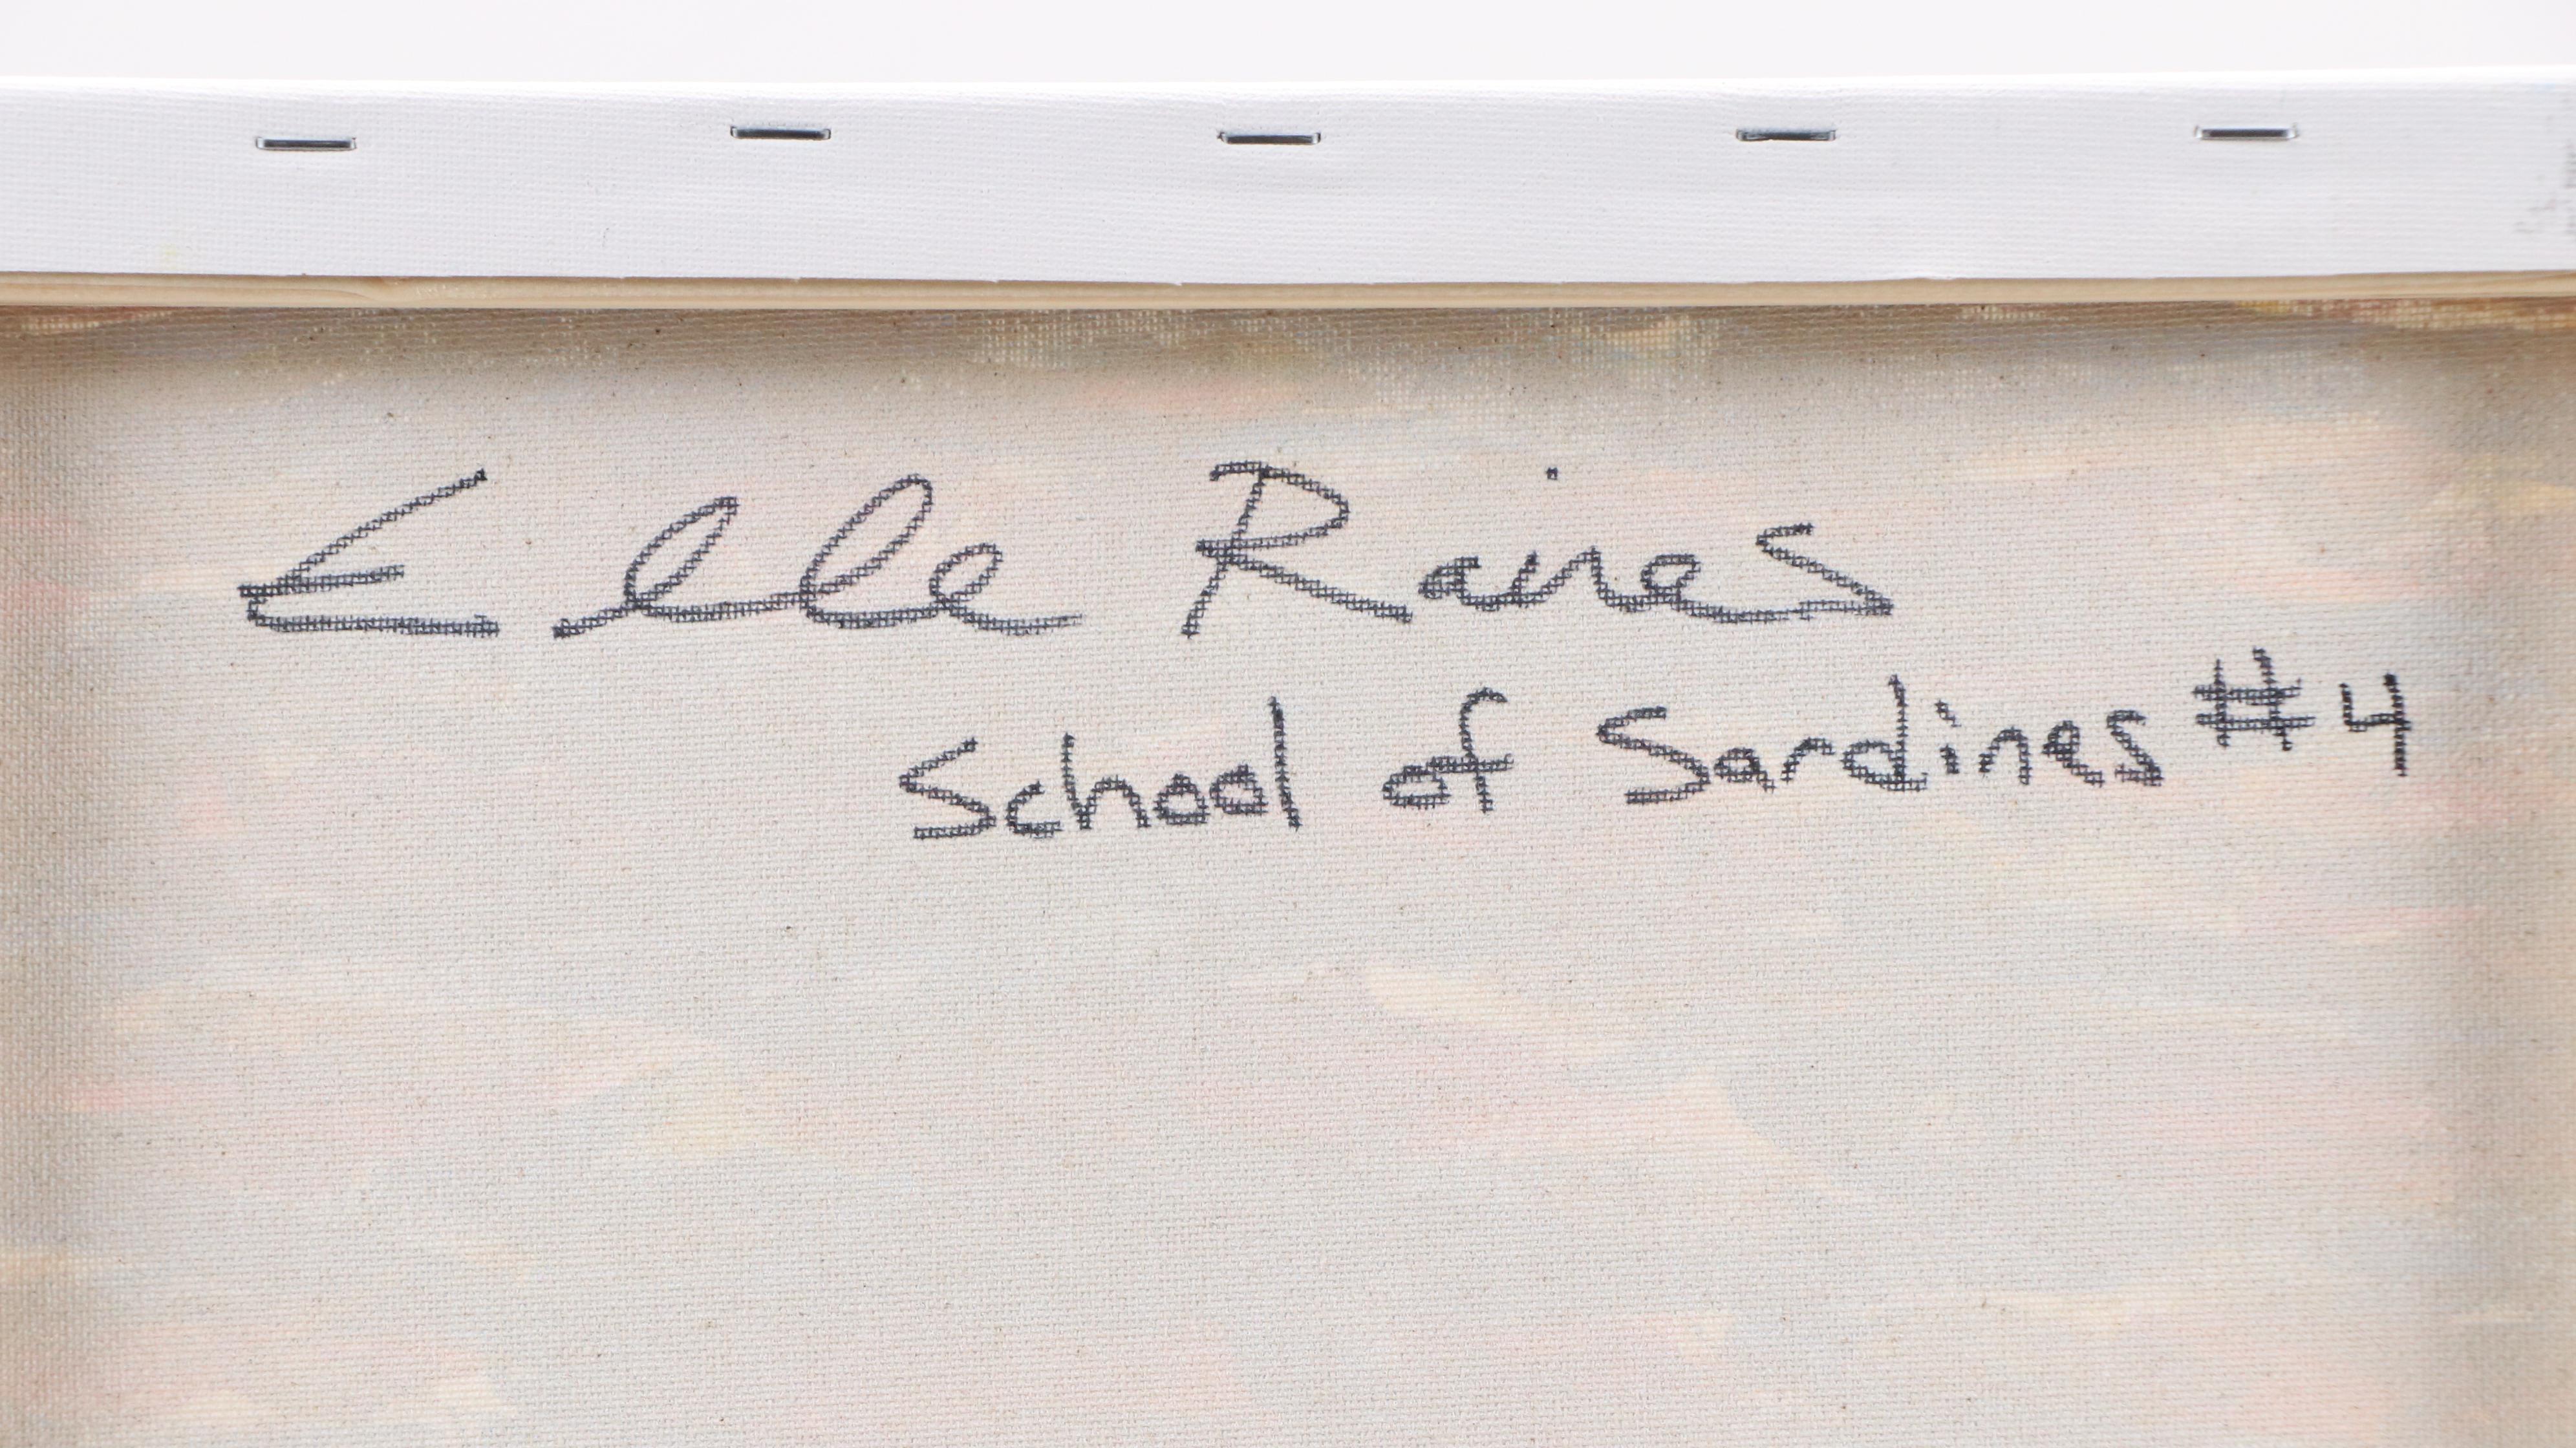 Elle Raines
School of Sardines #4